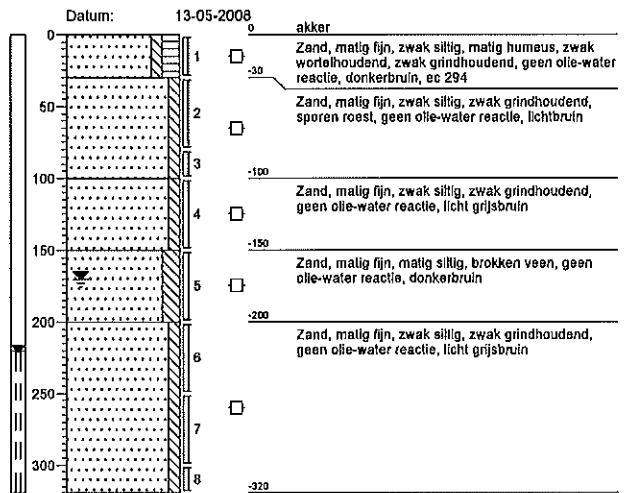 Datum: 13-05-2008
0
50
100
150
200
250
300
1
2
3
4
5
6
7
8
0 akker
Zand, matig fijn, zwak siltig, matig humeus, zwak
wortelhoudend, zwak grindhoudend, geen olie-water
reactie, donkerbruin, ec 294
-30
Zand, matig fijn, zwak siltig, zwak grindhoudend,
sporen roest, geen olie-water reactie, lichtbruin
-100
Zand, matig fijn, zwak siltig, zwak grindhoudend,
geen olie-water reactie, licht grijsbruin
-150
Zand, matig fijn, matig siltig, brokken veen, geen
olie-water reactie, donkerbruin
-200
Zand, matig fijn, zwak siltig, zwak grindhoudend,
geen olie-water reactie, licht grijsbruin
-320